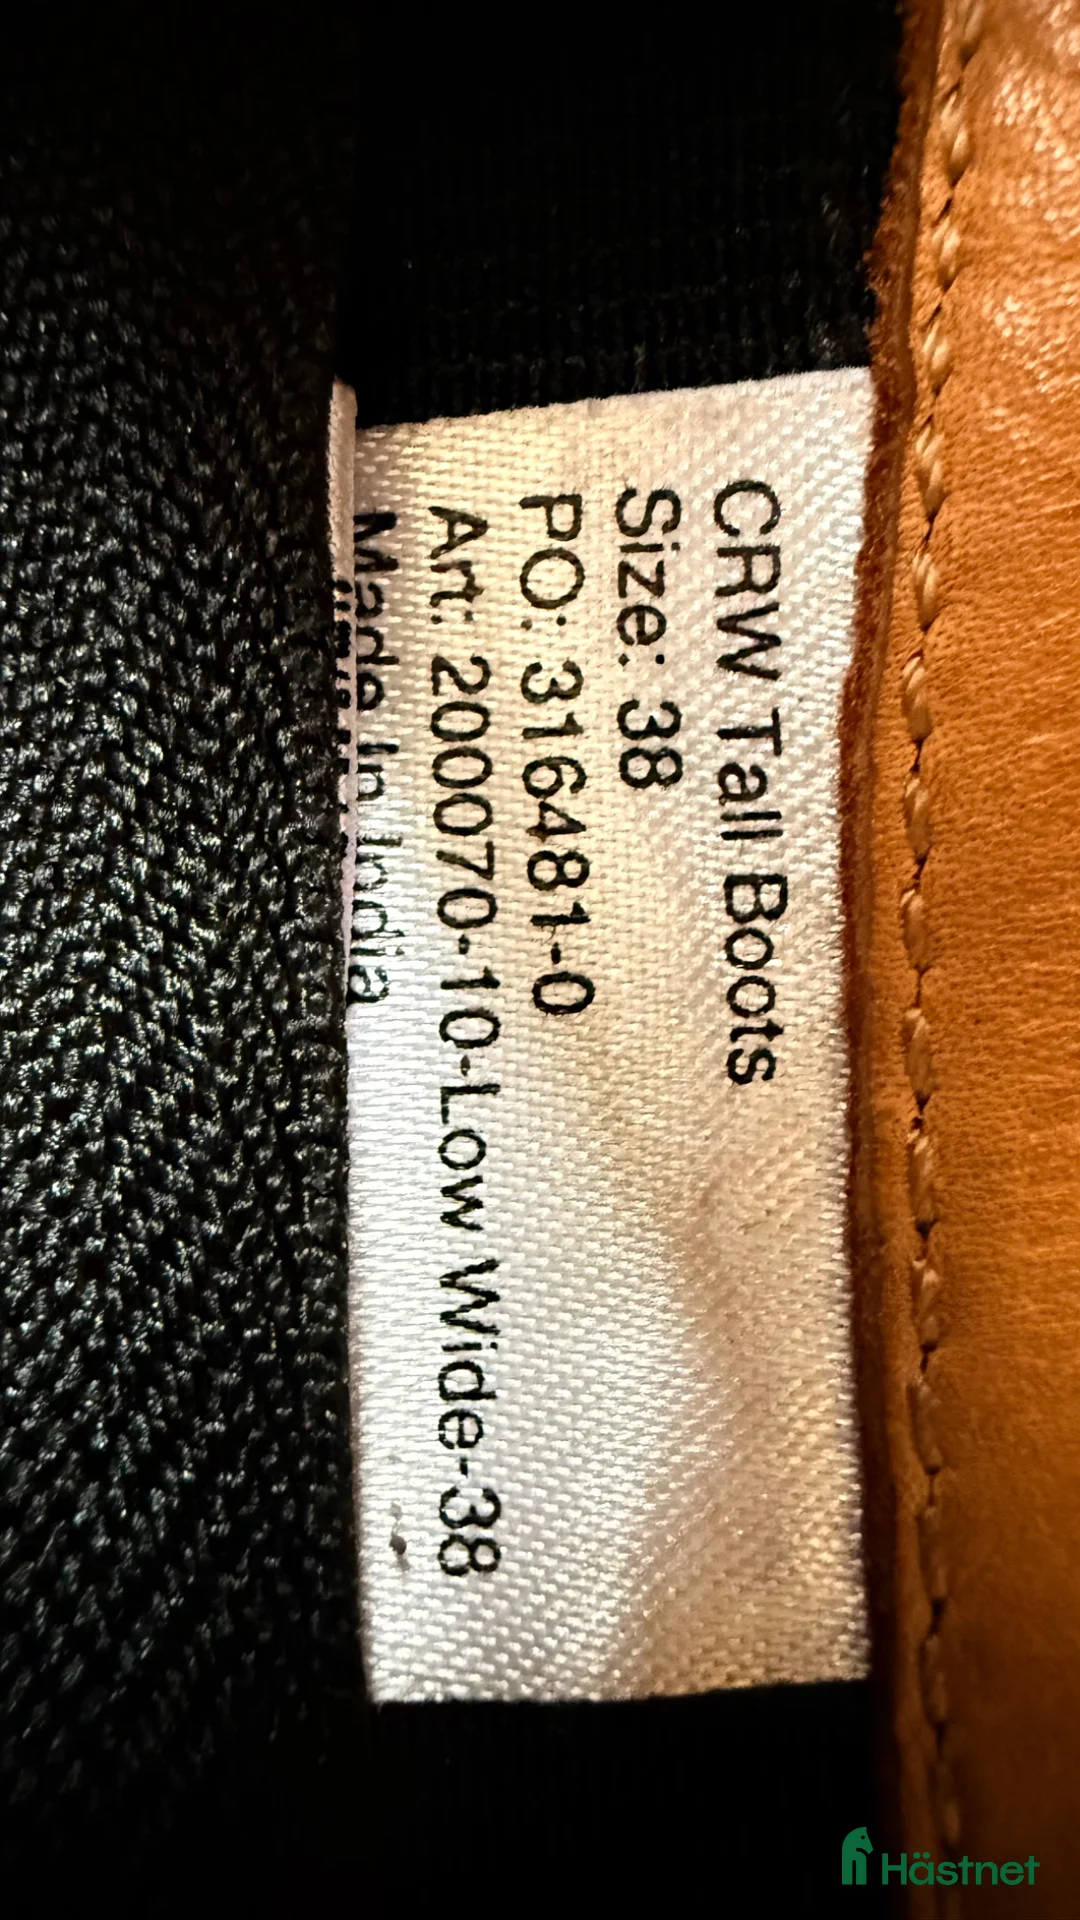 CRW Tall Boots
Size: 38
PO: 316481-0
Art: 200070-10-Low Wide-38
Made In India
Hästnet